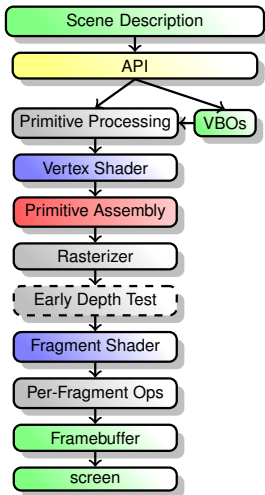 Scene Description
API
Primitive Processing
VBOs
Vertex Shader
Primitive Assembly
Rasterizer
Early Depth Test
Fragment Shader
Per-Fragment Ops
Framebuffer
screen